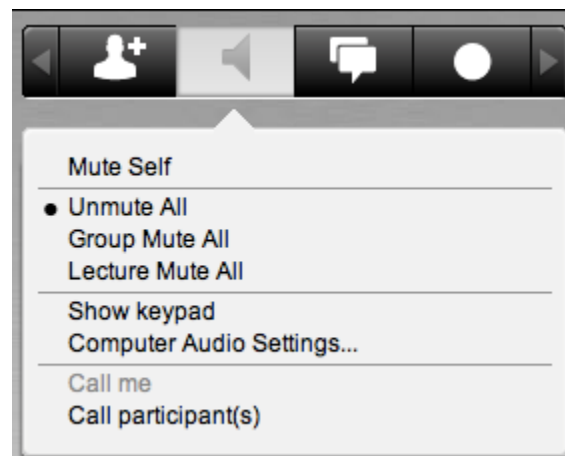 Mute Self
Unmute All
Group Mute All
Lecture Mute All
Show keypad
Computer Audio Settings...
Call me
Call participant(s)